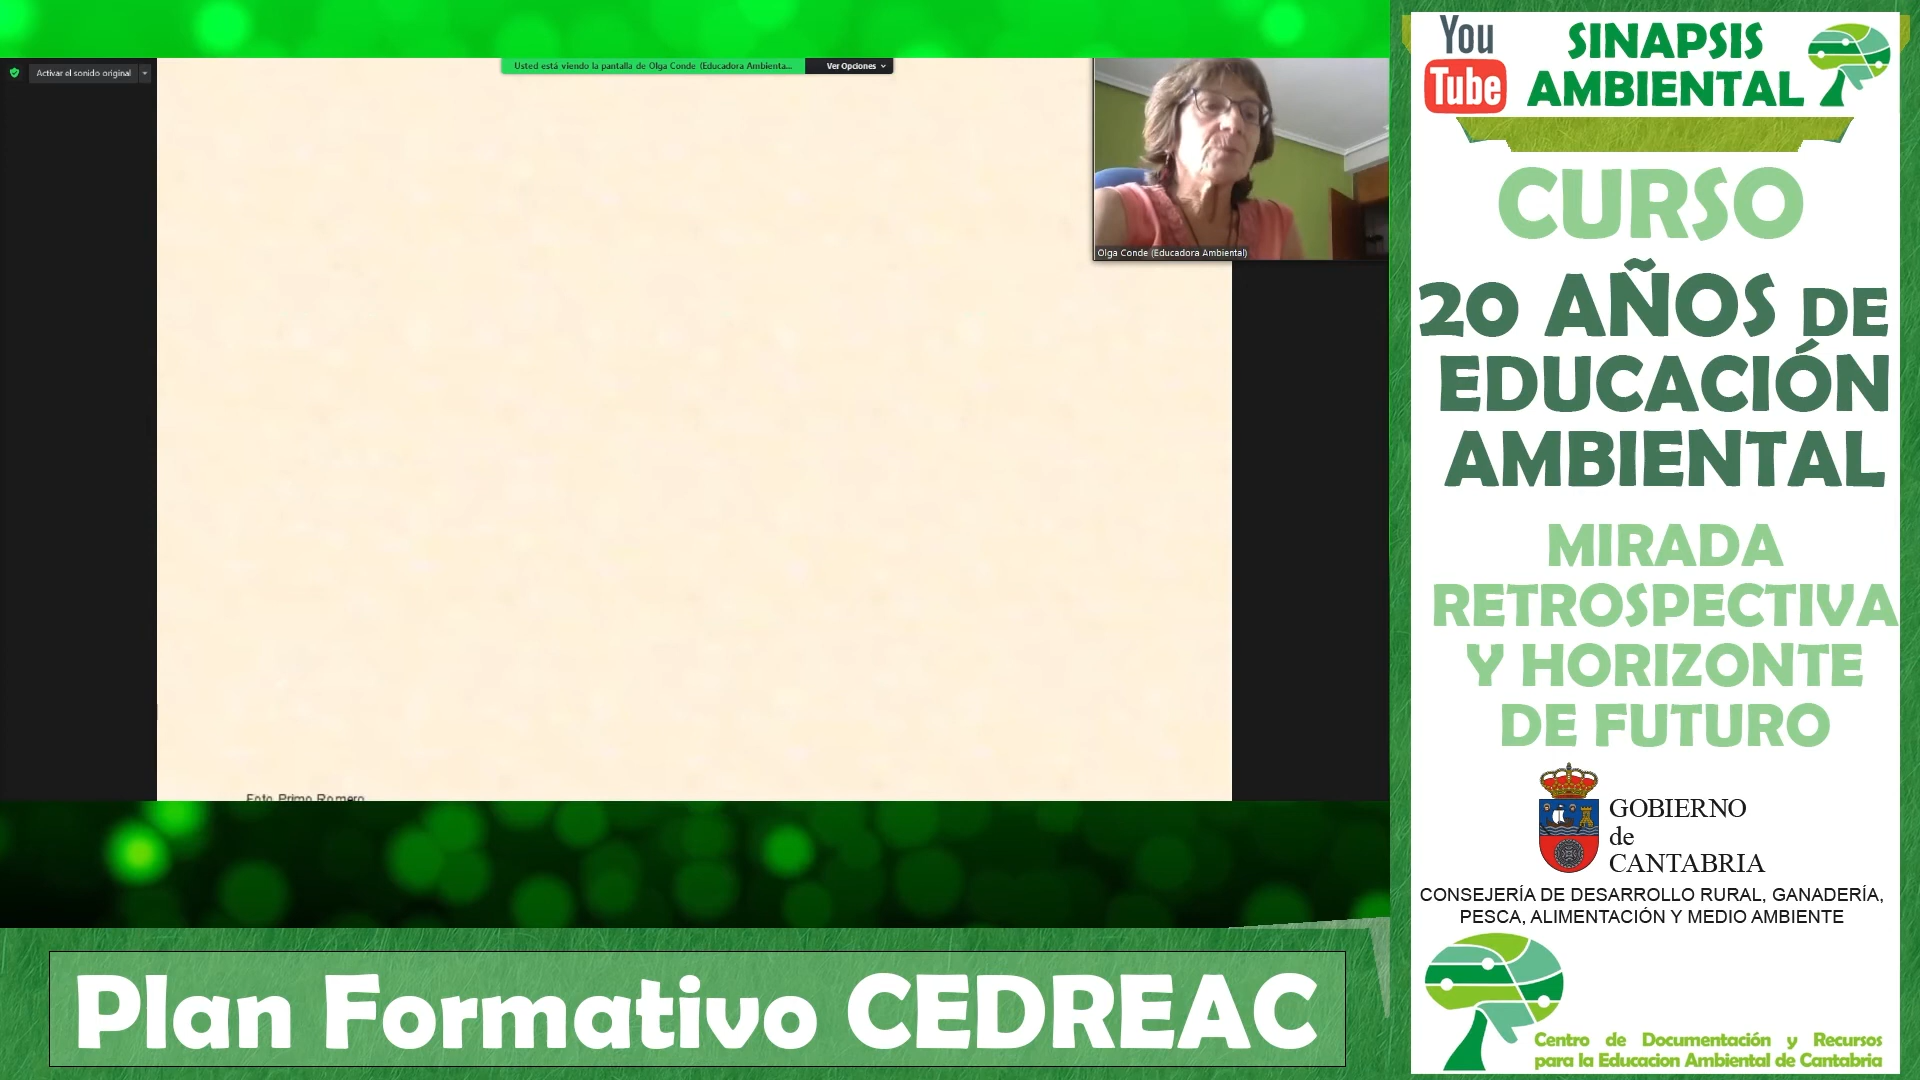 Activar el sonido original
Usted está viendo la pantalla de Olga Conde (Educadora Ambienta...
Ver Opciones
Olga Conde (Educadora Ambiental)
Foto Primo Romero
Plan Formativo CEDREAC
You
Tube
SINAPSIS
AMBIENTAL
CURSO
20 AÑOS DE
EDUCACIÓN
AMBIENTAL
MIRADA
RETROSPECTIVA
Y HORIZONTE
DE FUTURO
GOBIERNO
de
CANTABRIA
CONSEJERÍA DE DESARROLLO RURAL, GANADERÍA,
PESCA, ALIMENTACIÓN Y MEDIO AMBIENTE
Centro de Documentación y Recursos
para la Educacion Ambiental de Cantabria